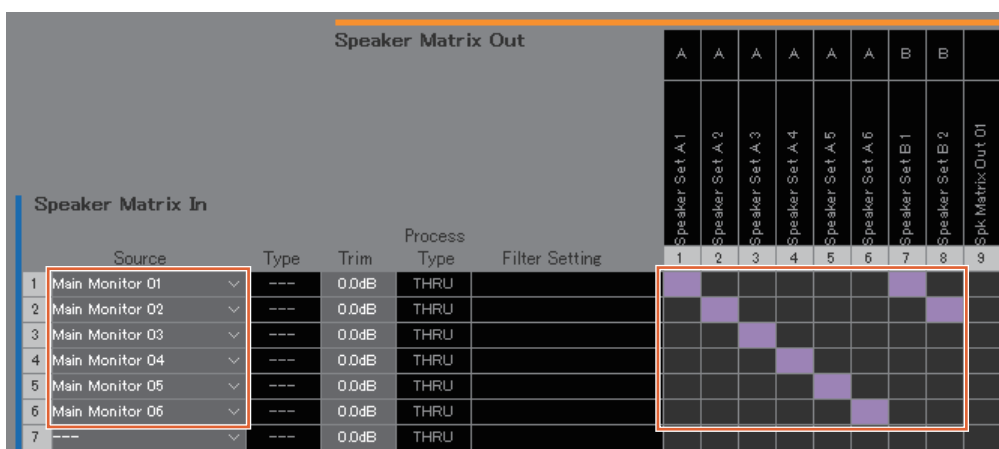 Speaker Matrix Out
A A A A A A B B
Speaker Set A 1
Speaker Set A 2
Speaker Set A 3
Speaker Set A 4
Speaker Set A 5
Speaker Set A 6
Speaker Set B 1
Speaker Set B 2
Spk Matrix Out 01
Speaker Matrix In
Source Type Trim Process Type Filter Setting 1 2 3 4 5 6 7 8 9
1 Main Monitor 01 --- 0.0dB THRU
2 Main Monitor 02 --- 0.0dB THRU
3 Main Monitor 03 --- 0.0dB THRU
4 Main Monitor 04 --- 0.0dB THRU
5 Main Monitor 05 --- 0.0dB THRU
6 Main Monitor 06 --- 0.0dB THRU
7 --- --- 0.0dB THRU